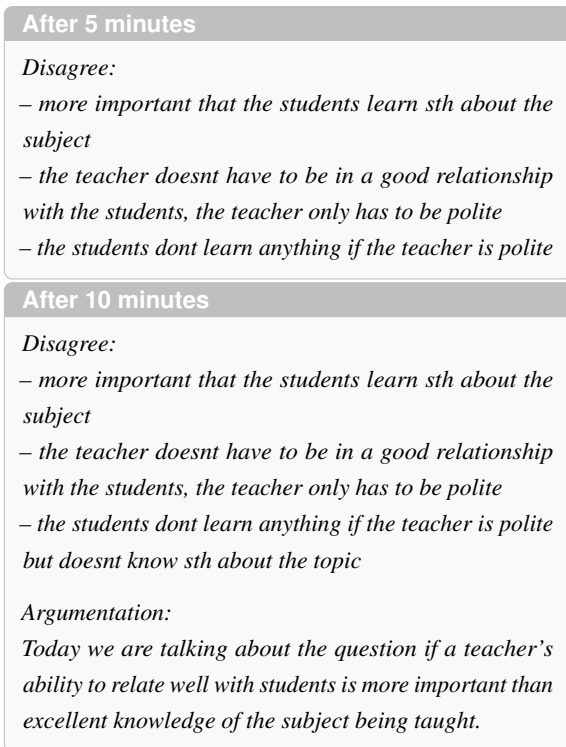 After 5 minutes
Disagree:
– more important that the students learn sth about the
subject
– the teacher doesnt have to be in a good relationship
with the students, the teacher only has to be polite
– the students dont learn anything if the teacher is polite
After 10 minutes
Disagree:
– more important that the students learn sth about the
subject
– the teacher doesnt have to be in a good relationship
with the students, the teacher only has to be polite
– the students dont learn anything if the teacher is polite
but doesnt know sth about the topic
Argumentation:
Today we are talking about the question if a teacher's
ability to relate well with students is more important than
excellent knowledge of the subject being taught.